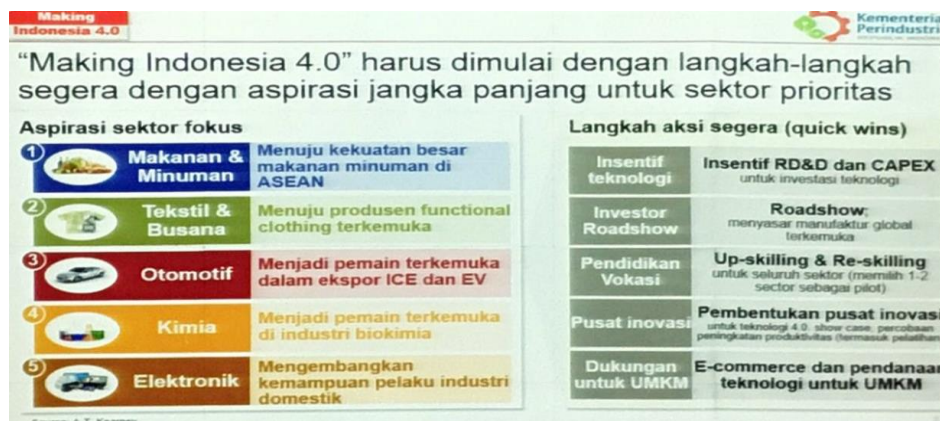 Making
Indonesia 4.0
Kementeria
Perindustri
“Making Indonesia 4.0” harus dimulai dengan langkah-langkah
segera dengan aspirasi jangka panjang untuk sektor prioritas
Aspirasi sektor fokus
1
Makanan &
Minuman
Menuju kekuatan besar
makanan minuman di
ASEAN
2
Tekstil &
Busana
Menuju produsen functional
clothing terkemuka
3
Otomotif
Menjadi pemain terkemuka
dalam ekspor ICE dan EV
4
Kimia
Menjadi pemain terkemuka
di industri biokimia
5
Elektronik
Mengembangkan
kemampuan pelaku industri
domestik
Langkah aksi segera (quick wins)
Insentif
teknologi
Insentif RD&D dan CAPEX
untuk investasi teknologi
Investor
Roadshow
Roadshow;
menyasar manufaktur global
terkemuka
Pendidikan
Vokasi
Up-skilling & Re-skilling
untuk seluruh sektor (memilih 1-2
sector sebagai pilot)
Pusat inovasi
Pembentukan pusat inovasi
untuk teknologi 4.0, show case, percobaan
peningkatan produktivitas (termasuk pelatihan
Dukungan
untuk UMKM
E-commerce dan pendanaan
teknologi untuk UMKM